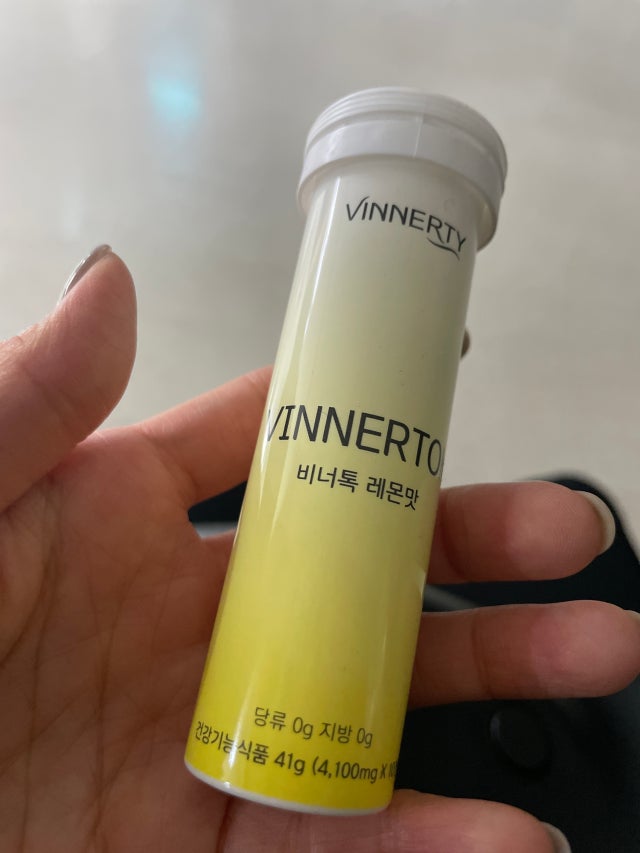 VINNERTY
VINNERTO
비너톡 레몬맛
당류 0g 지방 0g
건강기능식품 41g (4,100mg X 10